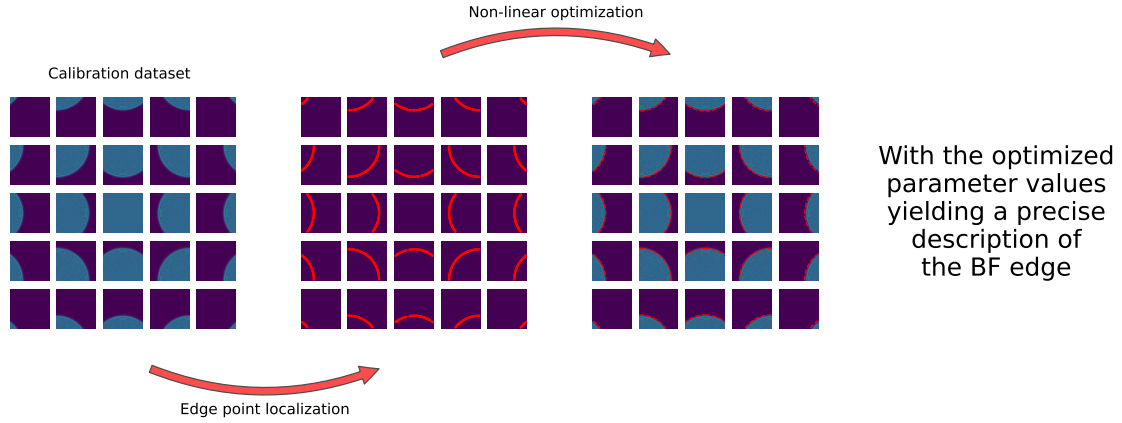 Non-linear optimization
Calibration dataset
With the optimized
parameter values
yielding a precise
description of
the BF edge
Edge point localization